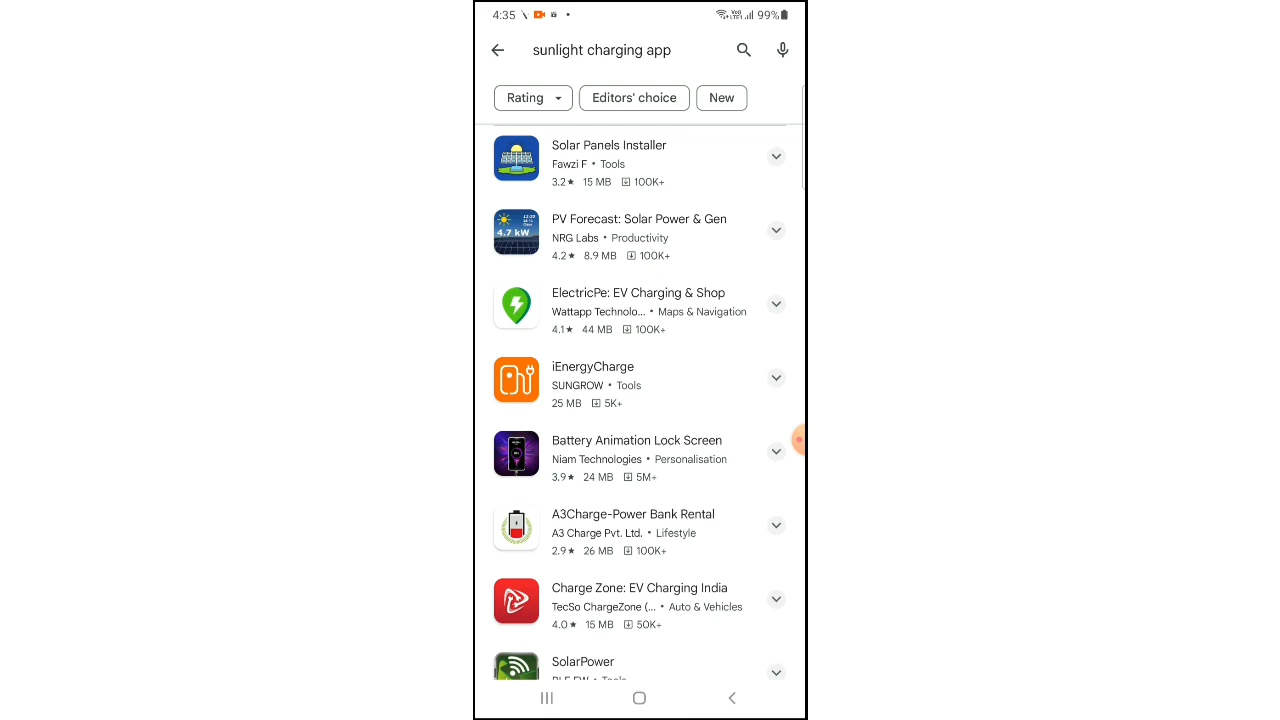 4:35
99%
sunlight charging app
Rating
Editors' choice
New
Solar Panels Installer
Fawzi F • Tools
3.2★ 15 MB 100K+
4.7 kW
PV Forecast: Solar Power & Gen
NRG Labs • Productivity
4.2★ 8.9 MB 100K+
ElectricPe: EV Charging & Shop
Wattapp Technolo... • Maps & Navigation
4.1★ 44 MB 100K+
iEnergyCharge
SUNGROW • Tools
25 MB 5K+
Battery Animation Lock Screen
Niam Technologies • Personalisation
3.9★ 24 MB 5M+
A3Charge-Power Bank Rental
A3 Charge Pvt. Ltd. • Lifestyle
2.9★ 26 MB 100K+
Charge Zone: EV Charging India
TecSo ChargeZone (... • Auto & Vehicles
4.0★ 15 MB 50K+
SolarPower